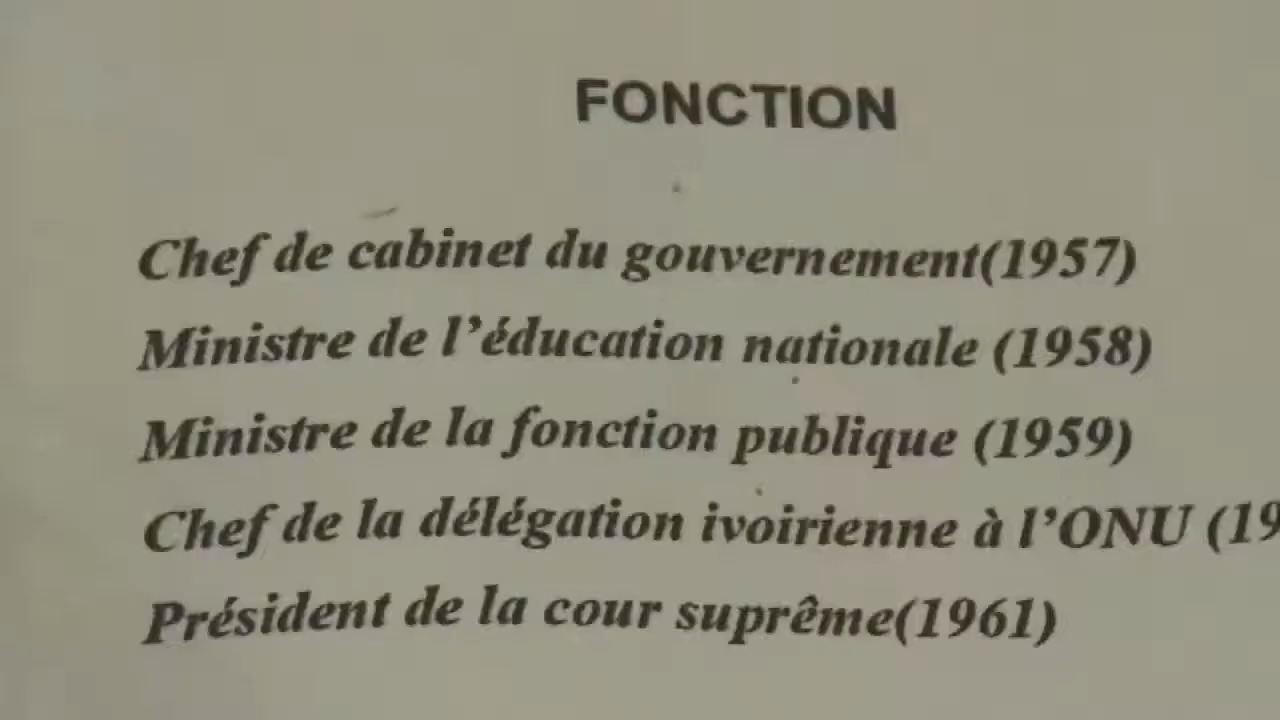 FONCTION
Chef de cabinet du gouvernement(1957)
Ministre de l’éducation nationale (1958)
Ministre de la fonction publique (1959)
Chef de la délégation ivoirienne à l’ONU (19
Président de la cour suprême(1961)